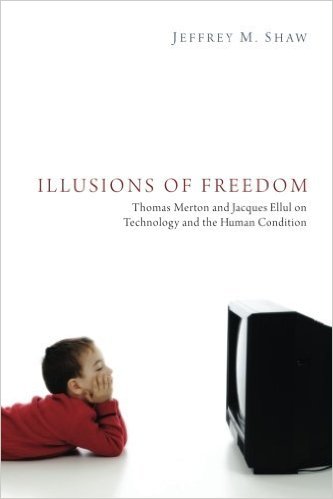 JEFFREY M. SHAW
ILLUSIONS OF FREEDOM
Thomas Merton and Jacques Ellul on
Technology and the Human Condition